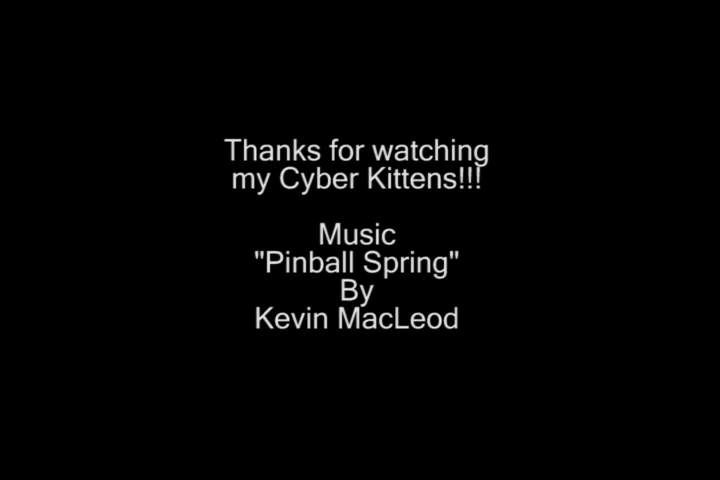 Thanks for watching
my Cyber Kittens!!!
Music
"Pinball Spring"
By
Kevin MacLeod